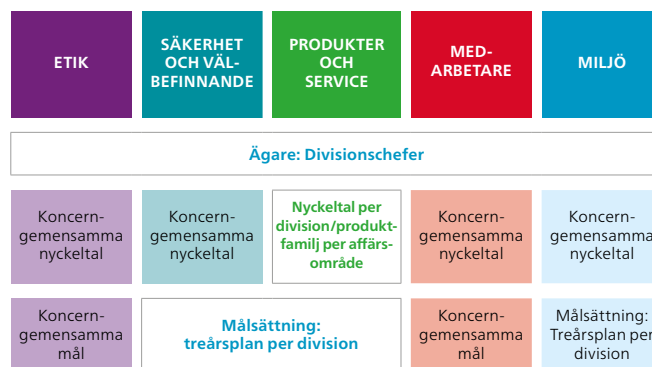 ETIK
SÄKERHET
OCH VÄL-
BEFINNANDE
PRODUKTER
OCH
SERVICE
MED-
ARBETARE
MILJÖ
Ägare: Divisionschefer
Koncern-
gemensamma
nyckeltal
Koncern-
gemensamma
nyckeltal
Nyckeltal per
division/produkt-
familj per affärs-
område
Koncern-
gemensamma
nyckeltal
Koncern-
gemensamma
nyckeltal
Koncern-
gemensamma
mål
Målsättning:
treårsplan per division
Koncern-
gemensamma
mål
Målsättning:
Treårsplan per
division